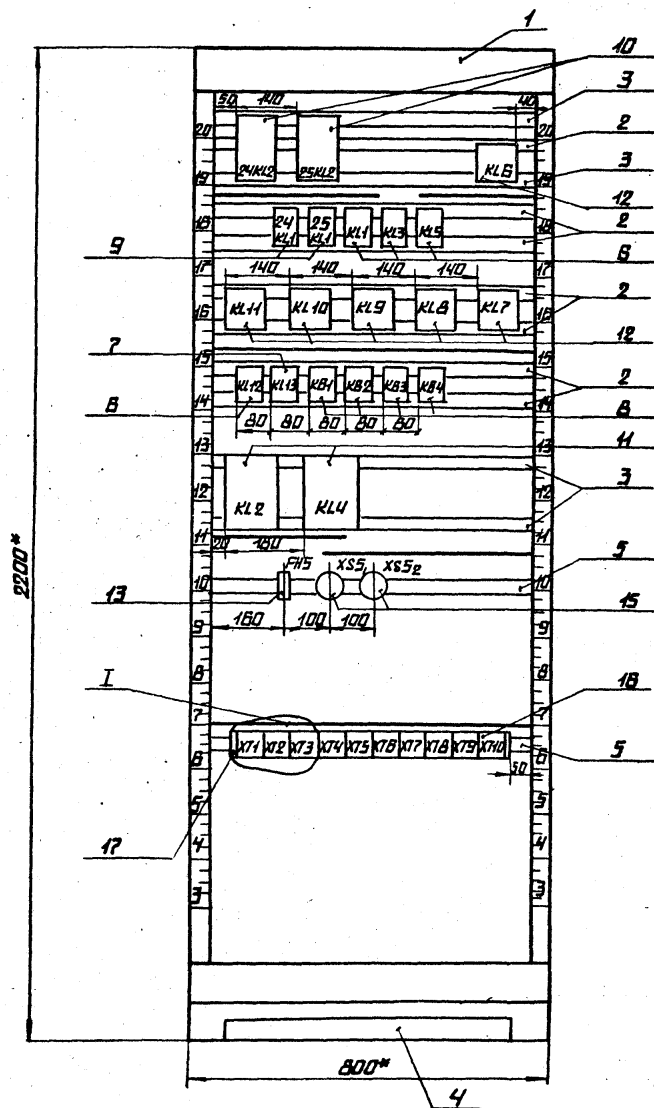 1
10
50 140 40 3
20 20 2
24KL2 25KL2 KL6 3
19 19
12
18 24 KL1 25 KL1 KL1 KL3 KL5 18 2
9 6
17 140 140 140 140 17
2
16 KL11 KL10 KL9 KL8 KL7 16
7 12
15 15
KL12 KL13 KB1 KB2 KB3 KB4 2
8 14 14 8
80 80 80 80 80
13 13 11
3
12 KL2 KL4 12
11 11
20 180
FH5 XS5₁ XS5₂ 5
10 10
13 15
160 100 100
9 9
8 8
I 18
7 7
XT1 XT2 XT3 XT4 XT5 XT6 XT7 XT8 XT9 XT10 5
6 6
50
17 5 5
4 4
3 3
2200*
800*
4